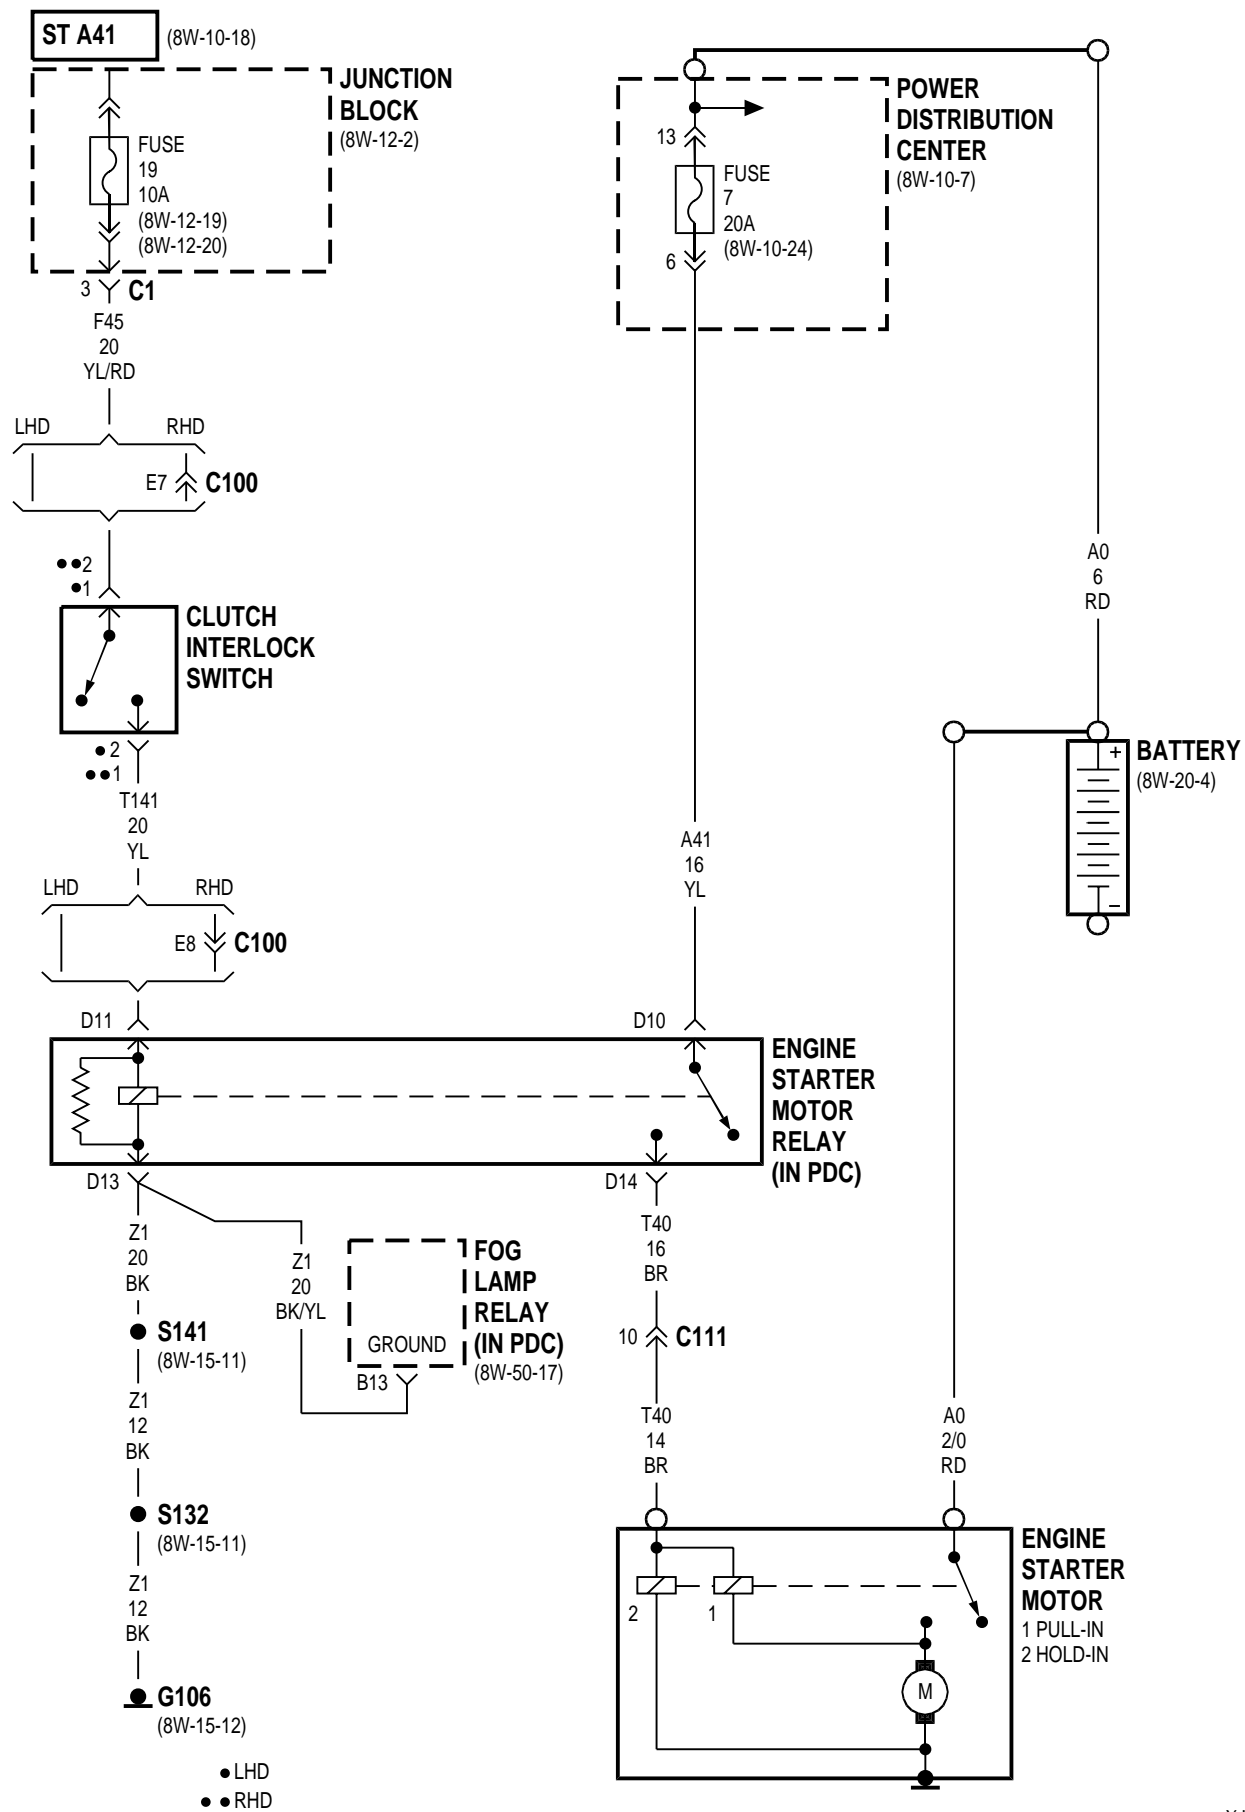 ST A41
(8W-10-18)
JUNCTION
BLOCK
(8W-12-2)
FUSE
19
10A
(8W-12-19)
(8W-12-20)
3
C1
F45
20
YL/RD
LHD
RHD
E7
C100
2
1
CLUTCH
INTERLOCK
SWITCH
2
1
T141
20
YL
LHD
RHD
E8
C100
D11
POWER
DISTRIBUTION
CENTER
(8W-10-7)
13
FUSE
7
20A
(8W-10-24)
6
A41
16
YL
D10
A0
6
RD
BATTERY
(8W-20-4)
+
–
ENGINE
STARTER
MOTOR
RELAY
(IN PDC)
D13
D14
Z1
20
BK
S141
(8W-15-11)
Z1
12
BK
S132
(8W-15-11)
Z1
12
BK
G106
(8W-15-12)
Z1
20
BK/YL
FOG
LAMP
RELAY
(IN PDC)
(8W-50-17)
GROUND
B13
T40
16
BR
10
C111
T40
14
BR
A0
2/0
RD
ENGINE
STARTER
MOTOR
1 PULL-IN
2 HOLD-IN
2
1
M
LHD
RHD